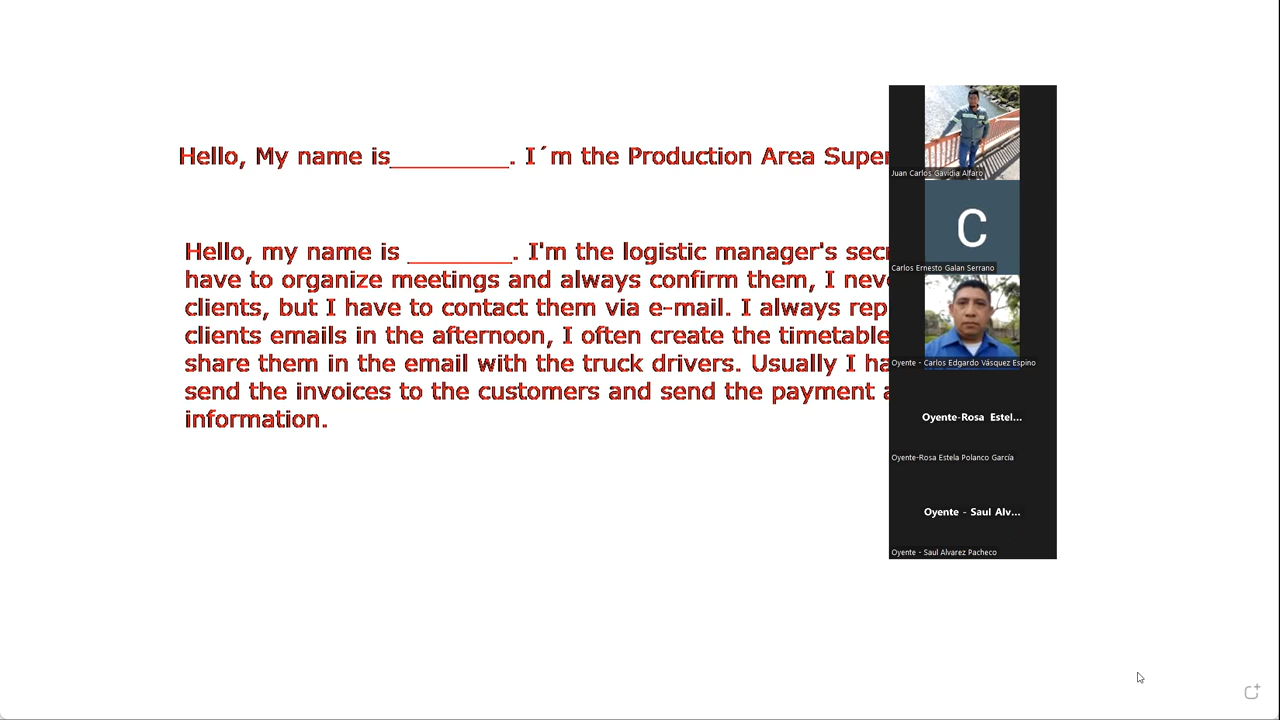 Hello, My name is_________. I´m the Production Area Super
Hello, my name is ________. I'm the logistic manager's
have to organize meetings and always confirm them, I
clients, but I have to contact them via e-mail. I always
clients emails in the afternoon, I often create the timetable
share them in the email with the truck drivers. Usually I
send the invoices to the customers and send the payment
information.
Juan Carlos Gavidia Alfaro
C
Carlos Ernesto Galan Serrano
Oyente - Carlos Edgardo Vásquez Espino
Oyente-Rosa Estel...
Oyente-Rosa Estela Polanco García
Oyente - Saul Alv...
Oyente - Saul Alvarez Pacheco